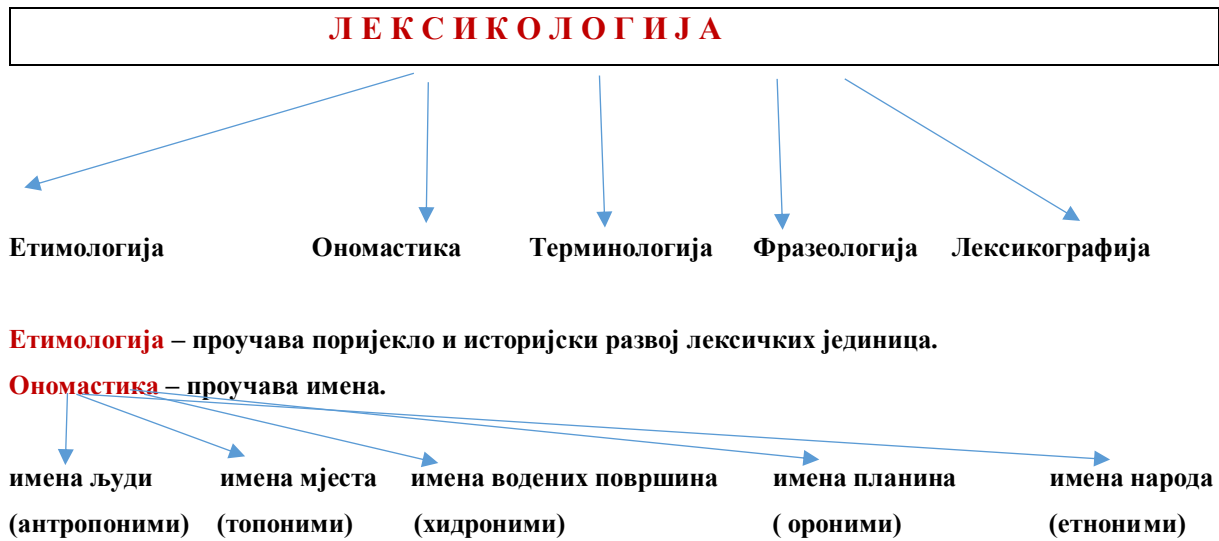 Л Е К С И К О Л О Г И Ј А
Етимологија Ономастика Терминологија Фразеологија Лексикографија
Етимологија – проучава поријекло и историјски развој лексичких јединица.
Ономастика – проучава имена.
имена људи имена мјеста имена водених површина имена планина имена народа
(антропоними) (топоними) (хидроними) ( ороними) (етноними)